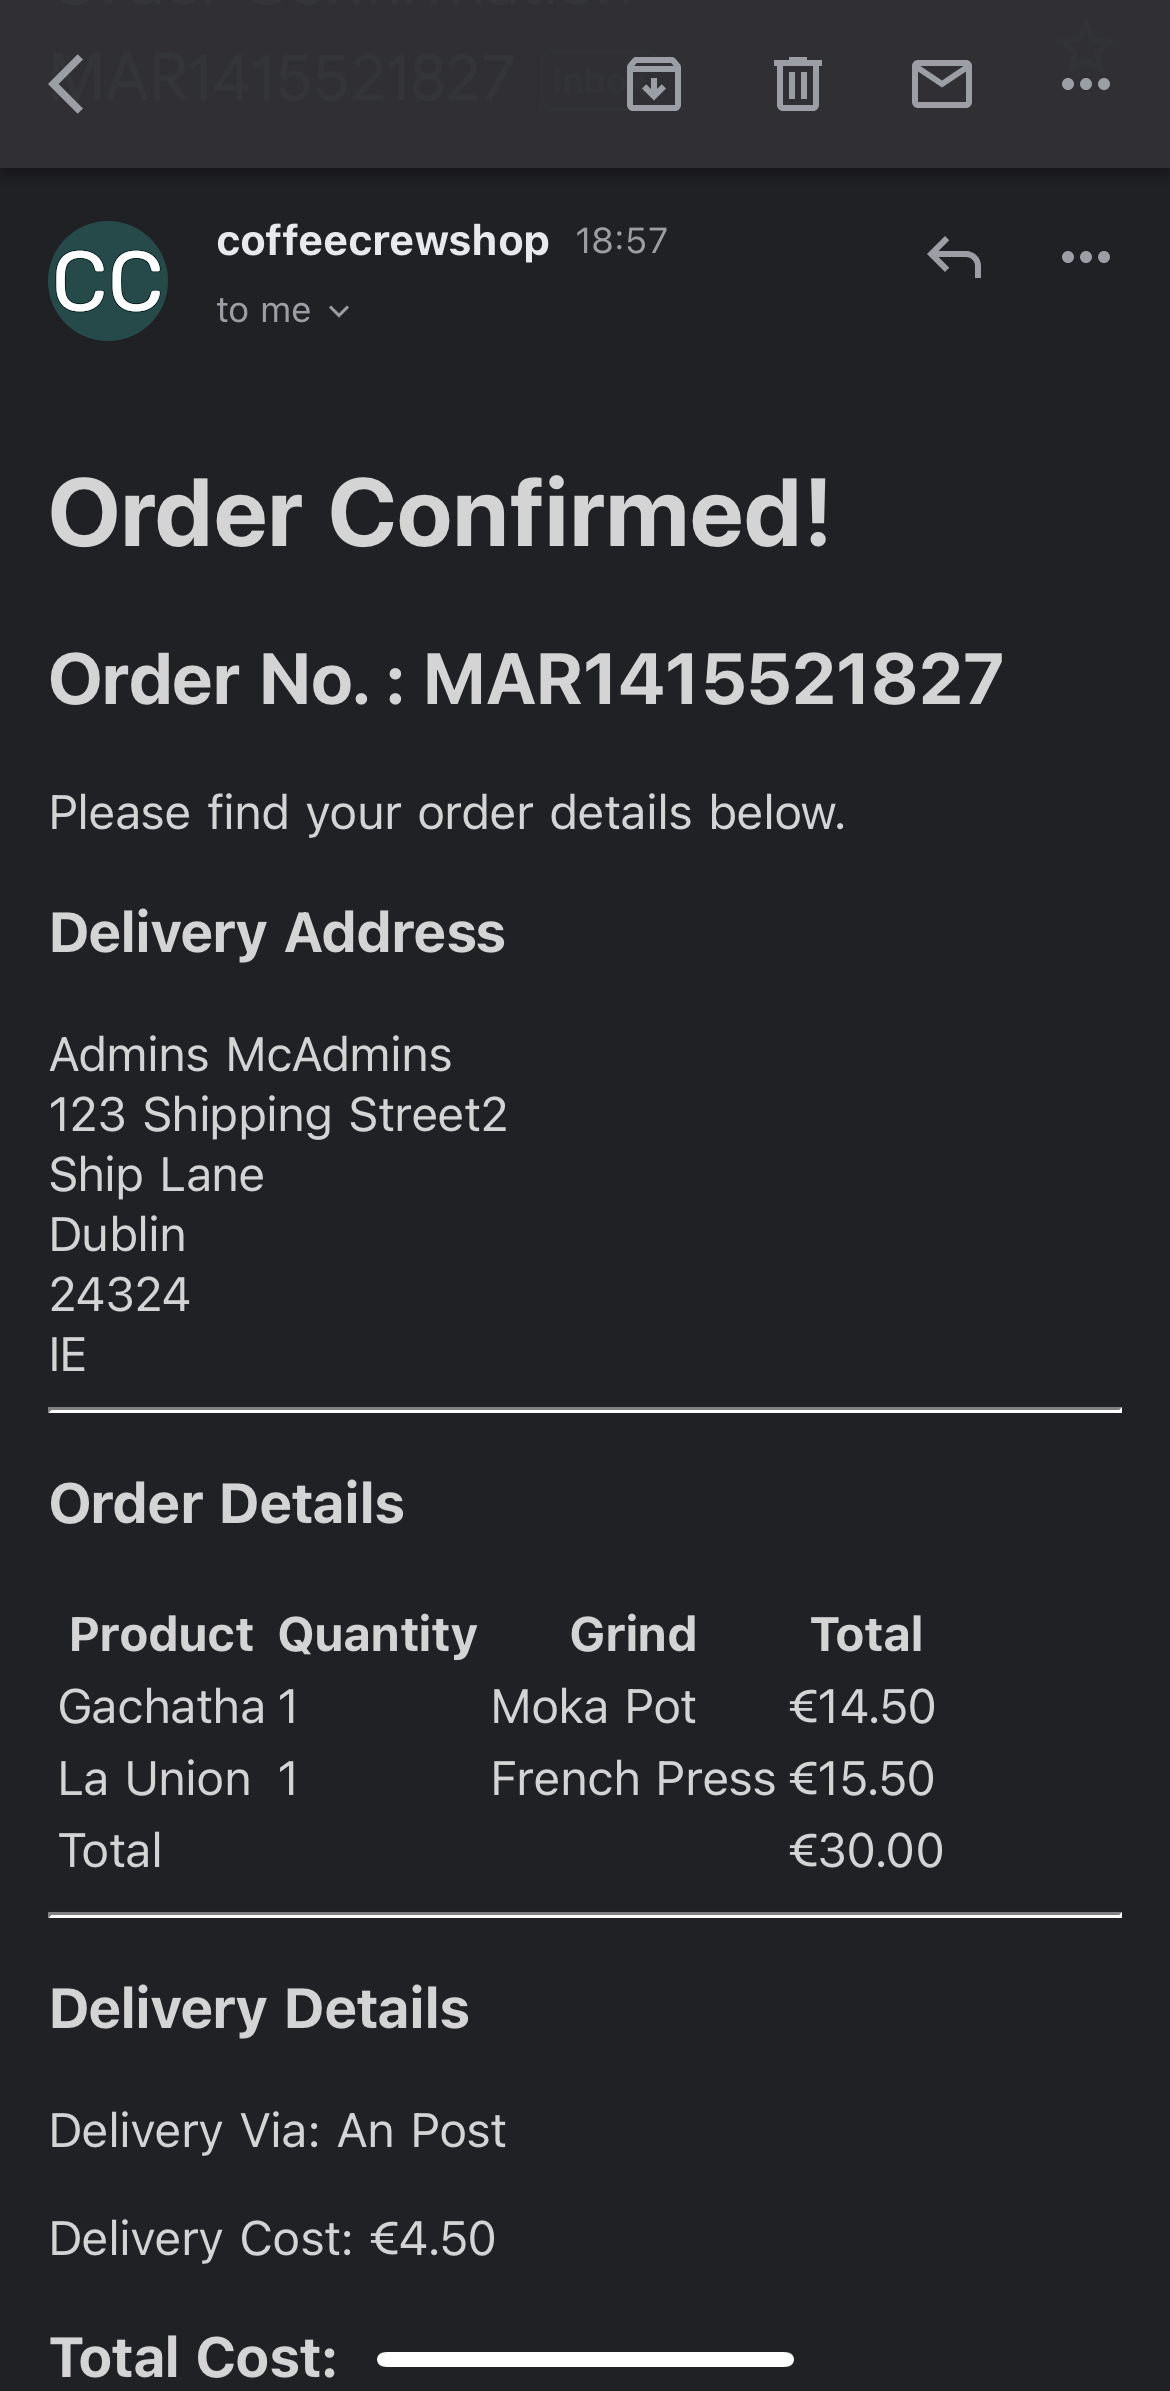 MAR1415521827 Inbo
CC
coffeecrewshop 18:57
to me
Order Confirmed!
Order No. : MAR1415521827
Please find your order details below.
Delivery Address
Admins McAdmins
123 Shipping Street2
Ship Lane
Dublin
24324
IE
Order Details
Product Quantity Grind Total
Gachatha 1 Moka Pot €14.50
La Union 1 French Press €15.50
Total €30.00
Delivery Details
Delivery Via: An Post
Delivery Cost: €4.50
Total Cost: